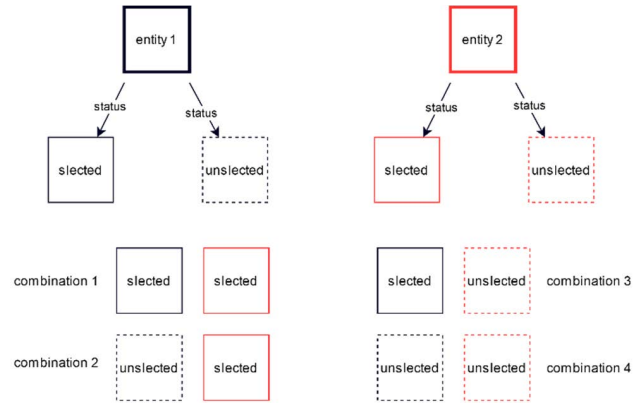 entity 1
entity 2
status
status
status
status
slected
unslected
slected
unslected
combination 1
slected
slected
slected
unslected
combination 3
combination 2
unslected
slected
unslected
unslected
combination 4